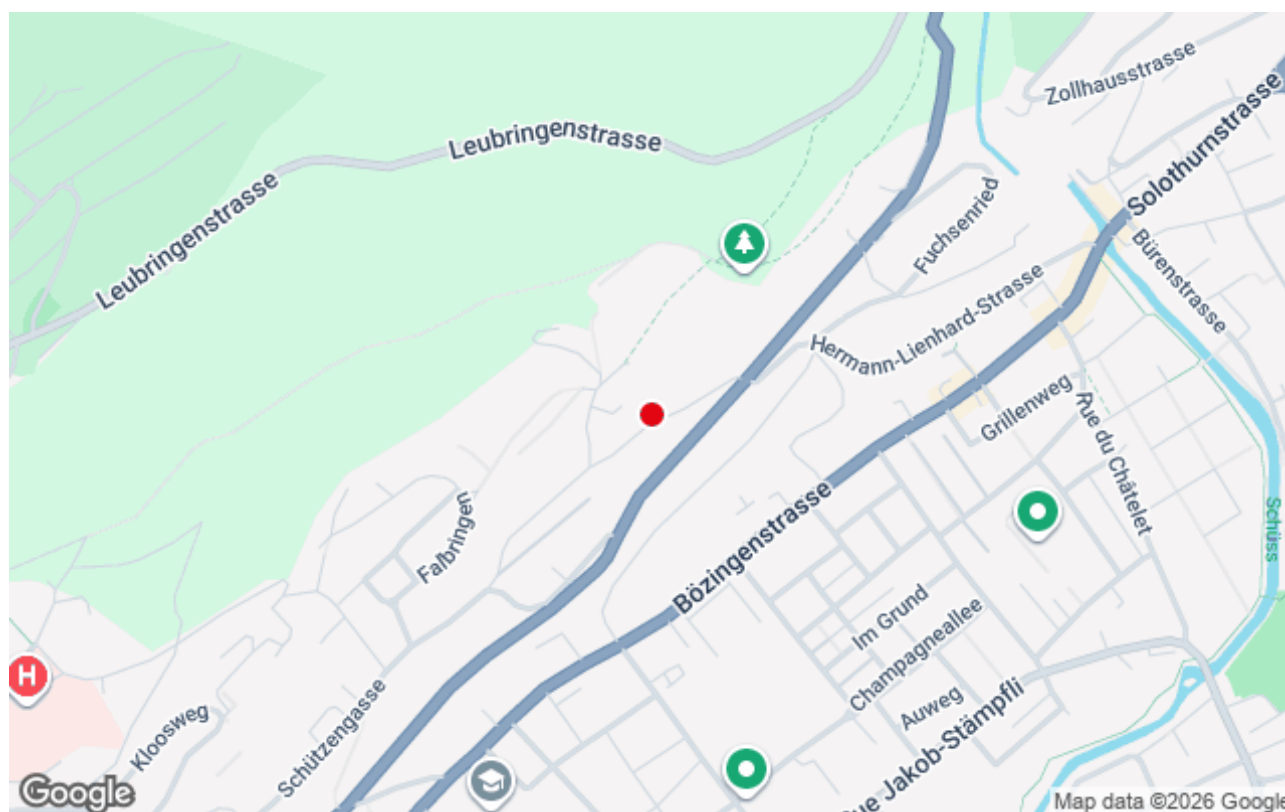 Zollhausstrasse
Leubringenstrasse
Solothurnstrasse
Leubringenstrasse
Fuchsenried
Bürenstrasse
Hermann-Lienhard-Strasse
Grillenweg
Rue du Châtelet
Bözingenstrasse
Falbringen
Schüss
Im Grund
Champagneallee
H
Auweg
Kloosweg
Schützengasse
Rue Jakob-Stämpfli
Google
Map data ©2026 Google